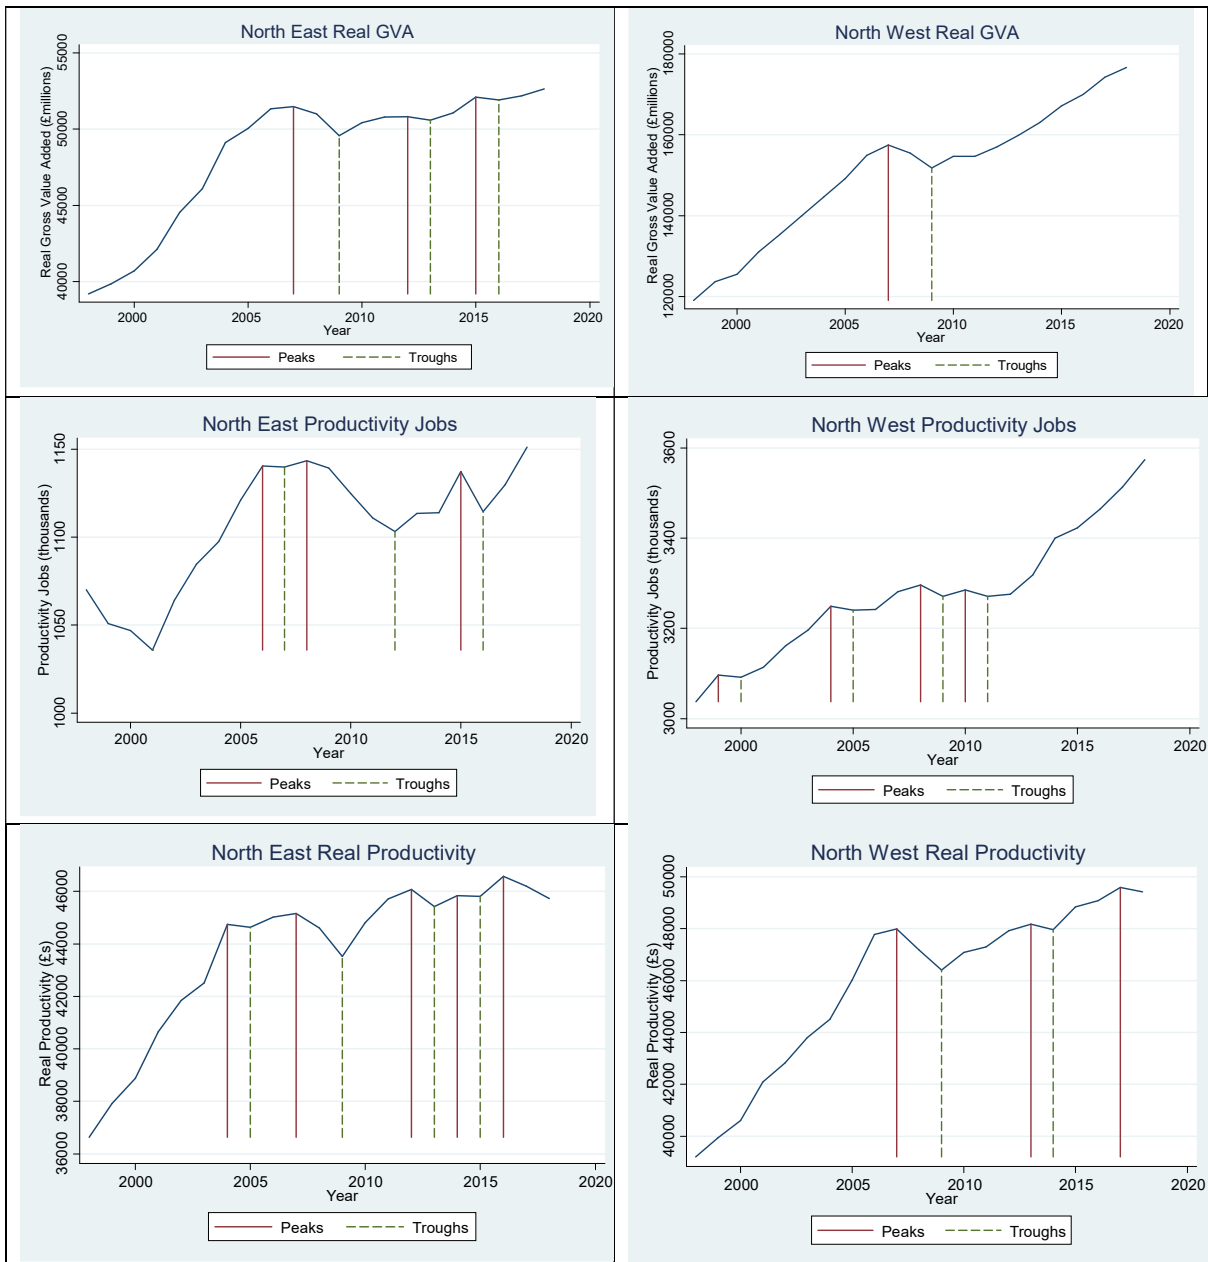 North East Real GVA
Real Gross Value Added (£millions)
55000
50000
45000
40000
2000 2005 2010 2015 2020
Year
Peaks Troughs
North West Real GVA
Real Gross Value Added (£millions)
180000
160000
140000
120000
2000 2005 2010 2015 2020
Year
Peaks Troughs
North East Productivity Jobs
Productivity Jobs (thousands)
1150
1100
1050
1000
2000 2005 2010 2015 2020
Year
Peaks Troughs
North West Productivity Jobs
Productivity Jobs (thousands)
3600
3400
3200
3000
2000 2005 2010 2015 2020
Year
Peaks Troughs
North East Real Productivity
Real Productivity (£s)
46000
44000
42000
40000
38000
36000
2000 2005 2010 2015 2020
Year
Peaks Troughs
North West Real Productivity
Real Productivity (£s)
50000
48000
46000
44000
42000
40000
2000 2005 2010 2015 2020
Year
Peaks Troughs